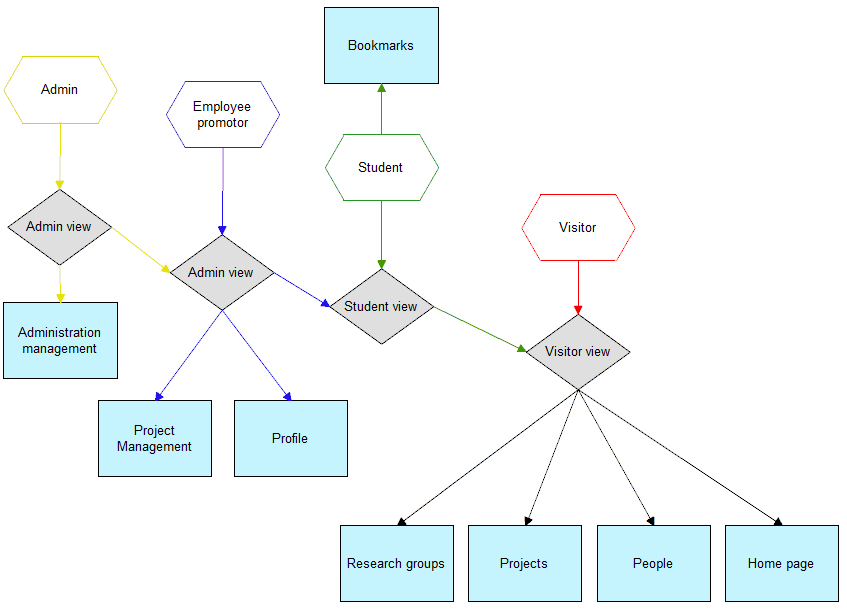 Bookmarks
Admin
Employee
promotor
Student
Visitor
Admin view
Admin view
Student view
Visitor view
Administration
management
Project
Management
Profile
Research groups
Projects
People
Home page